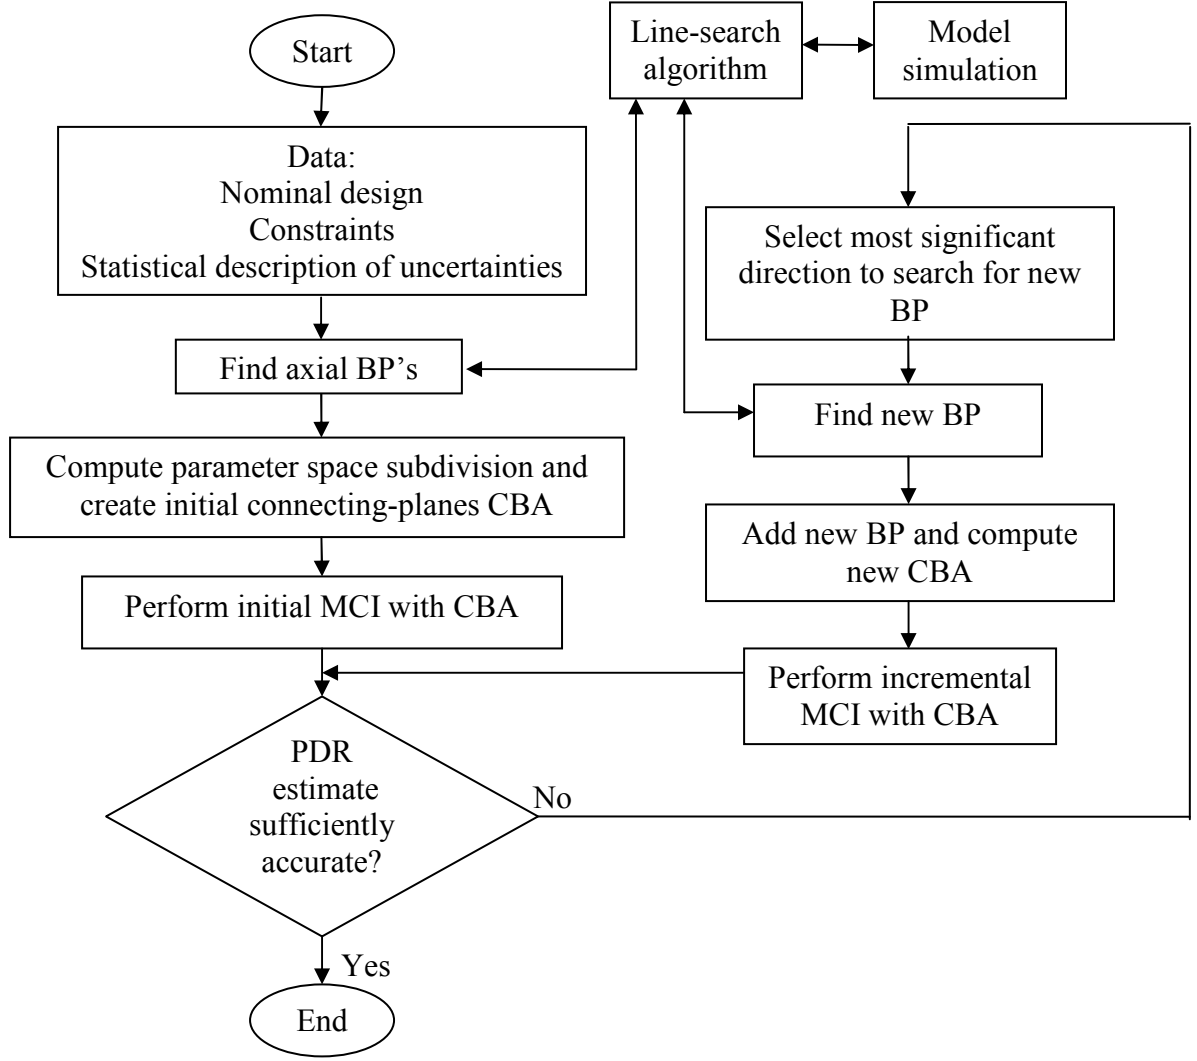 Start
Data:
Nominal design
Constraints
Statistical description of uncertainties
Find axial BP’s
Compute parameter space subdivision and
create initial connecting-planes CBA
Perform initial MCI with CBA
PDR
estimate
sufficiently
accurate?
No
Yes
End
Line-search
algorithm
Model
simulation
Select most significant
direction to search for new
BP
Find new BP
Add new BP and compute
new CBA
Perform incremental
MCI with CBA